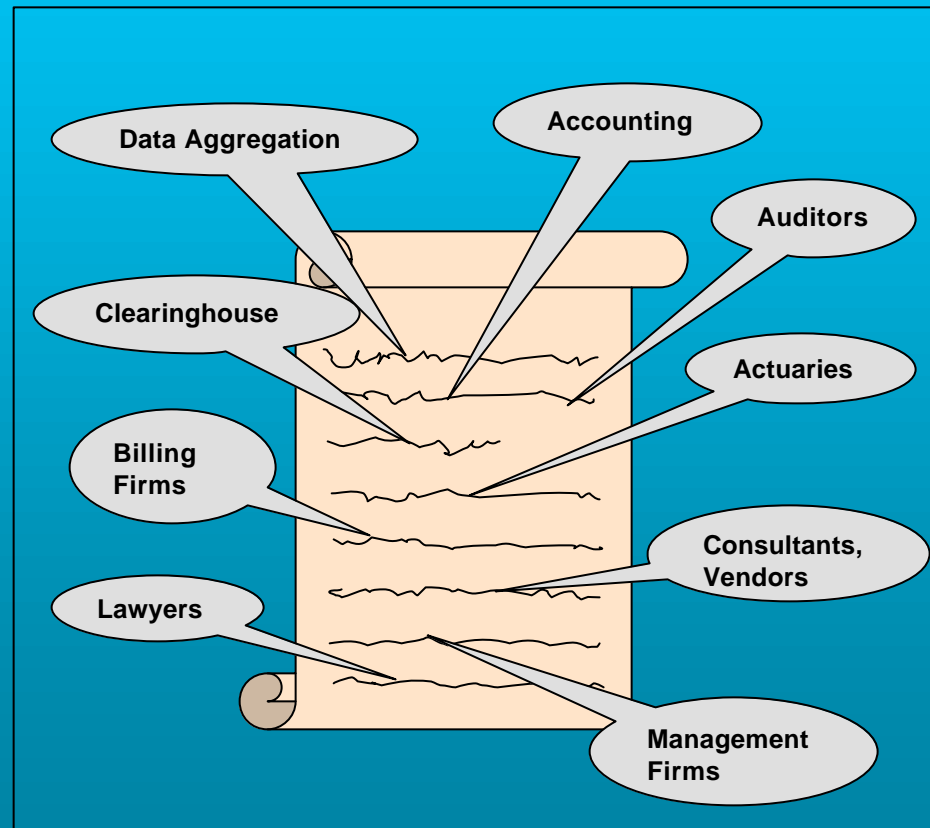 Data Aggregation
Accounting
Auditors
Clearinghouse
Actuaries
Billing
Firms
Consultants,
Vendors
Lawyers
Management
Firms